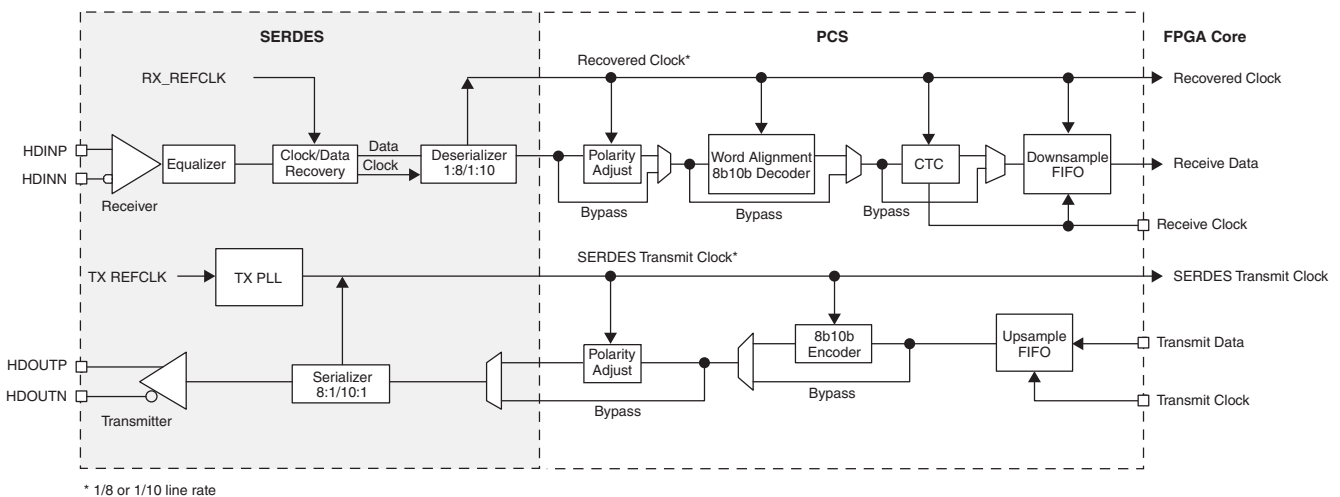 SERDES
PCS
FPGA Core
RX_REFCLK
Recovered Clock*
Recovered Clock
HDINP
HDINN
Receiver
Equalizer
Clock/Data
Recovery
Data
Clock
Deserializer
1:8/1:10
Polarity
Adjust
Bypass
Word Alignment
8b10b Decoder
Bypass
CTC
Bypass
Downsample
FIFO
Receive Data
Receive Clock
TX REFCLK
TX PLL
SERDES Transmit Clock*
SERDES Transmit Clock
HDOUTP
HDOUTN
Transmitter
Serializer
8:1/10:1
Polarity
Adjust
Bypass
8b10b
Encoder
Bypass
Upsample
FIFO
Transmit Data
Transmit Clock
* 1/8 or 1/10 line rate